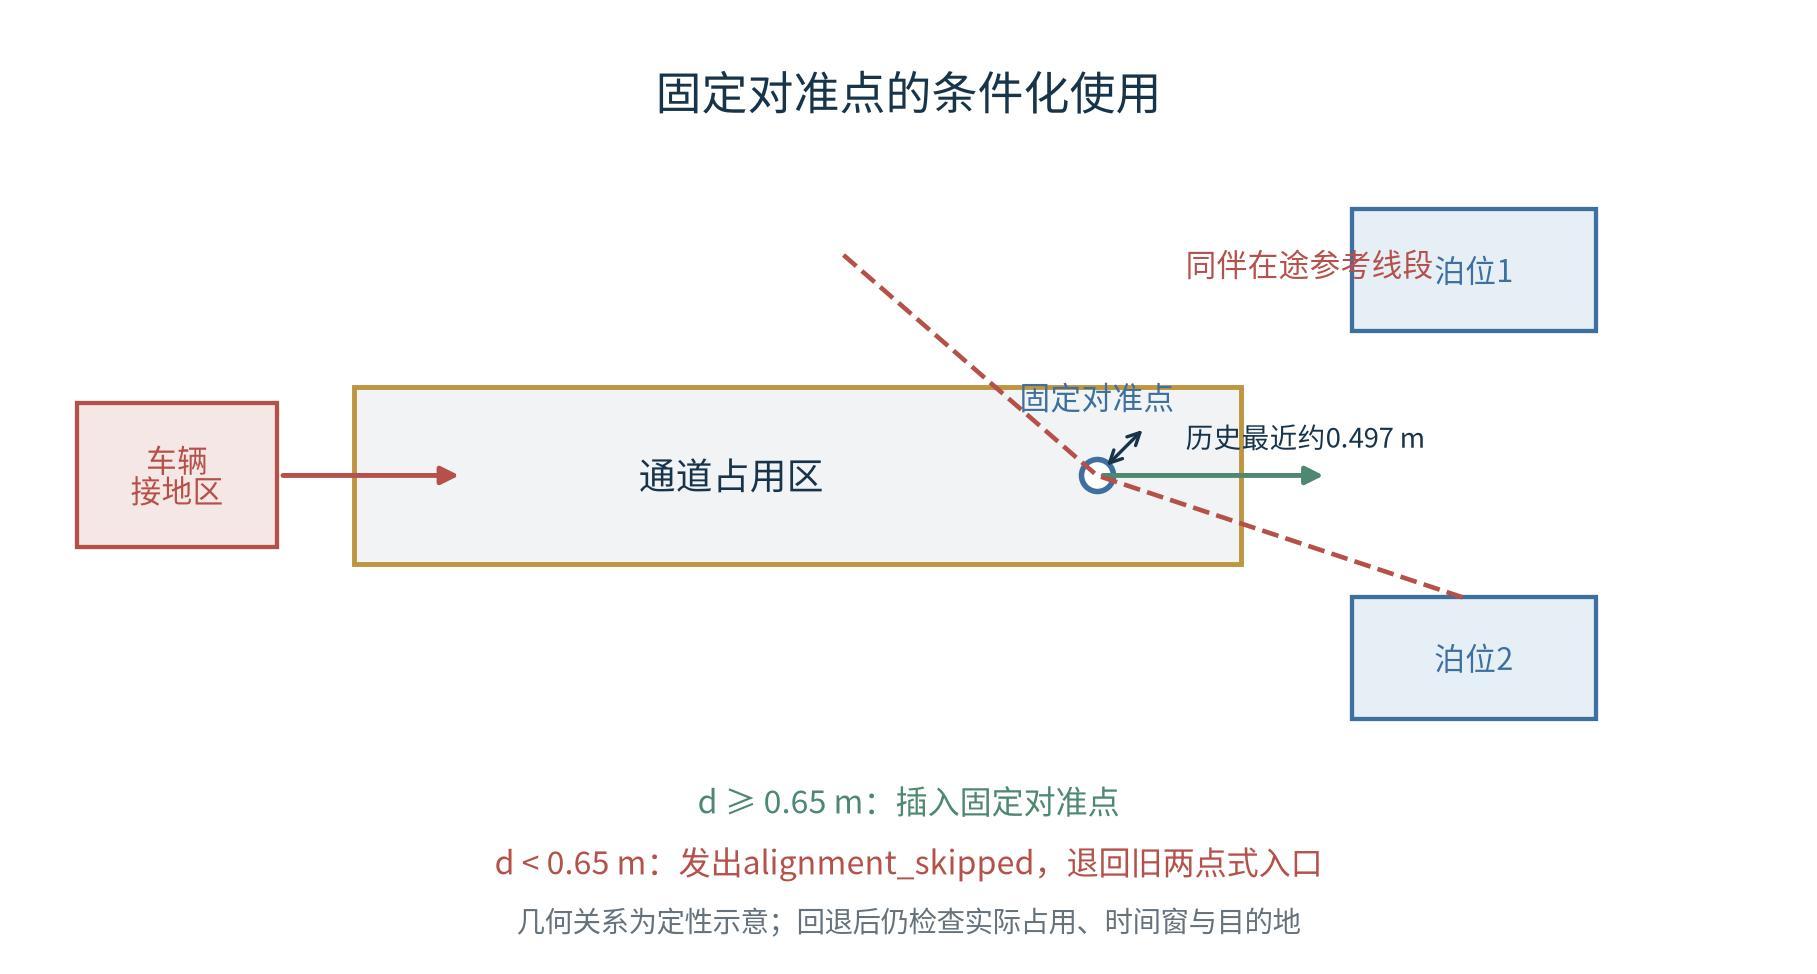 固定对准点的条件化使用
同伴在途参考线段
泊位1
固定对准点
历史最近约0.497 m
车辆
接地区
通道占用区
泊位2
d ⩾ 0.65 m：插入固定对准点
d < 0.65 m：发出alignment_skipped，退回旧两点式入口
几何关系为定性示意；回退后仍检查实际占用、时间窗与目的地